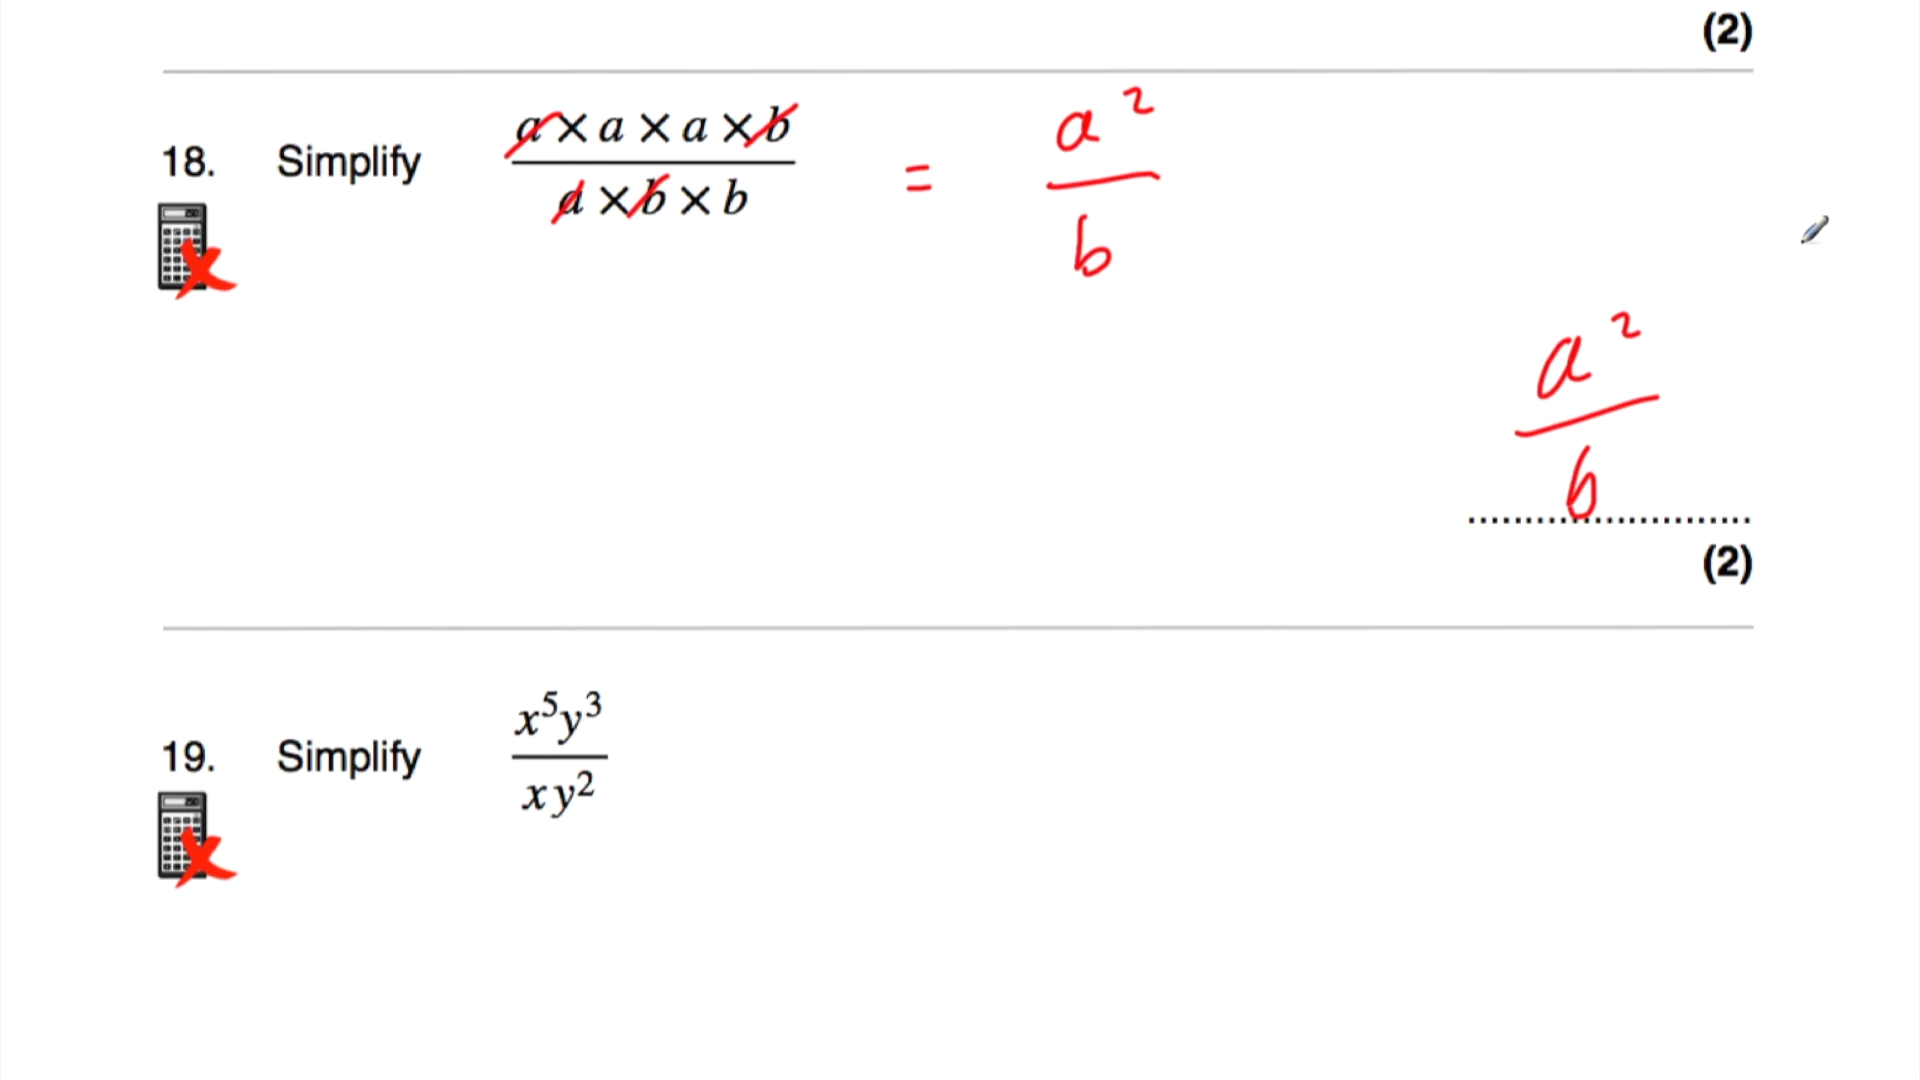 (2)
18. Simplify a × a × a × b / a × b × b = a² / b
a² / b
(2)
19. Simplify x⁵y³ / xy²